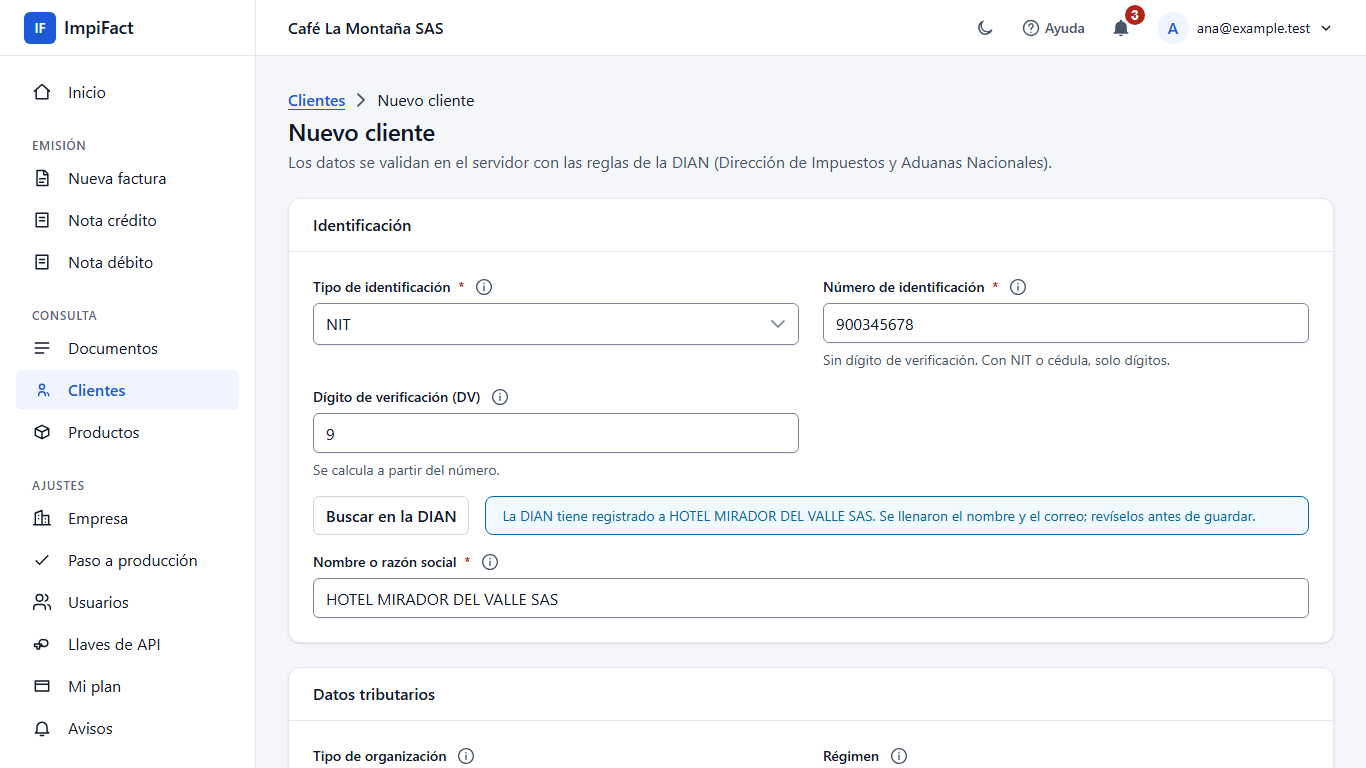 IF ImpiFact
Café La Montaña SAS
Ayuda
3
A
ana@example.test
Inicio
EMISIÓN
Nueva factura
Nota crédito
Nota débito
CONSULTA
Documentos
Clientes
Productos
AJUSTES
Empresa
Paso a producción
Usuarios
Llaves de API
Mi plan
Avisos
Clientes > Nuevo cliente
Nuevo cliente
Los datos se validan en el servidor con las reglas de la DIAN (Dirección de Impuestos y Aduanas Nacionales).
Identificación
Tipo de identificación *
NIT
Número de identificación *
900345678
Sin dígito de verificación. Con NIT o cédula, solo dígitos.
Dígito de verificación (DV)
9
Se calcula a partir del número.
Buscar en la DIAN
La DIAN tiene registrado a HOTEL MIRADOR DEL VALLE SAS. Se llenaron el nombre y el correo; revíselos antes de guardar.
Nombre o razón social *
HOTEL MIRADOR DEL VALLE SAS
Datos tributarios
Tipo de organización
Régimen